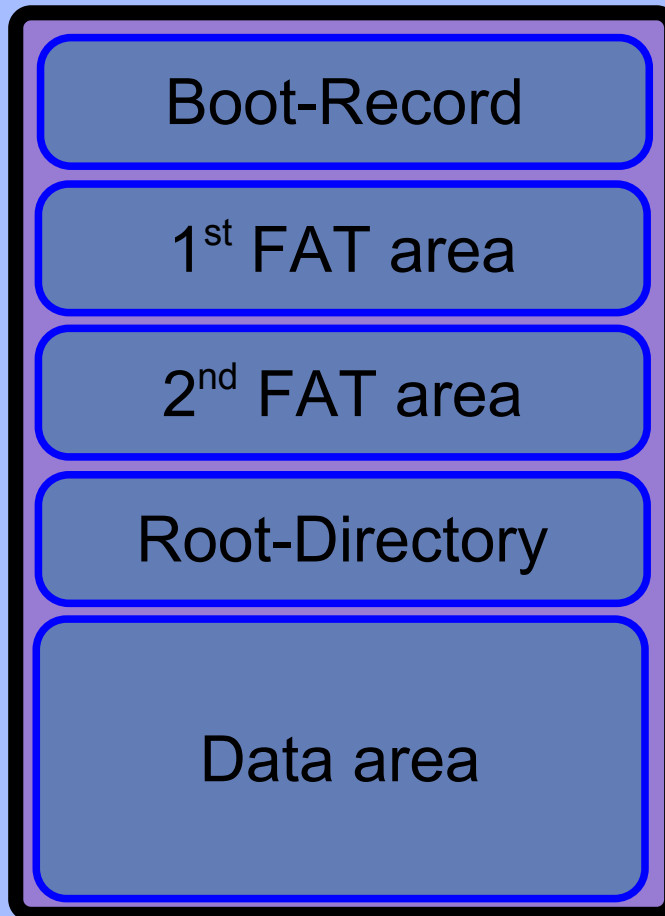 Boot-Record
1st FAT area
2nd FAT area
Root-Directory
Data area